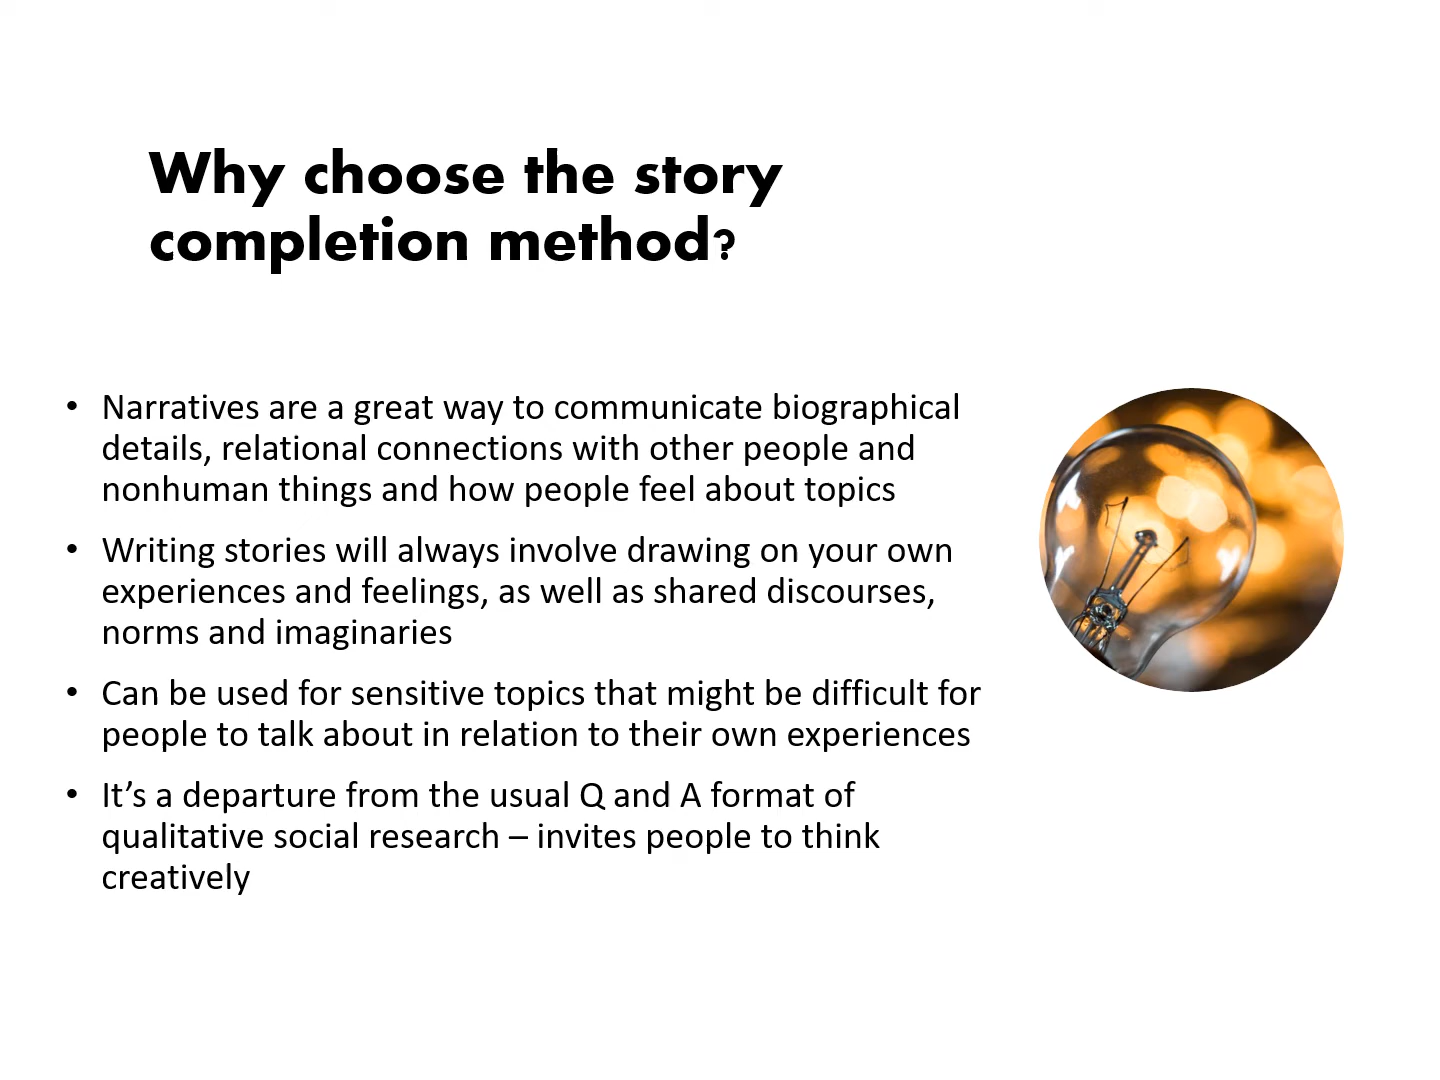 Why choose the story
completion method?
• Narratives are a great way to communicate biographical
details, relational connections with other people and
nonhuman things and how people feel about topics
• Writing stories will always involve drawing on your own
experiences and feelings, as well as shared discourses,
norms and imaginaries
• Can be used for sensitive topics that might be difficult for
people to talk about in relation to their own experiences
• It’s a departure from the usual Q and A format of
qualitative social research – invites people to think
creatively